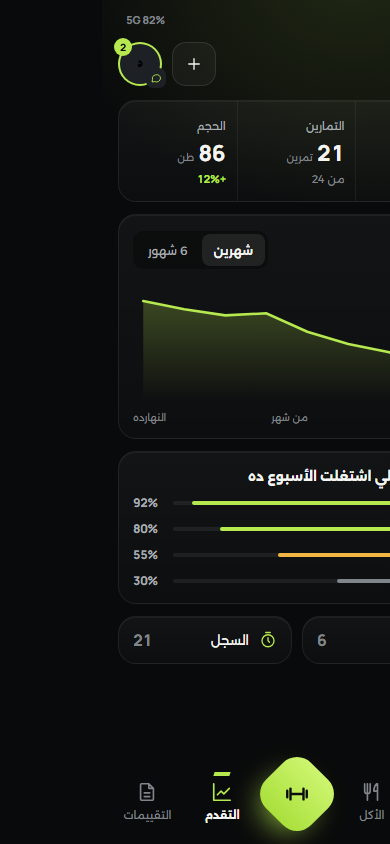 5G 82%
2
د
التمارين
الحجم
21 تمرين
86 طن
من 24
+12%
شهرين
6 شهور
من شهر
النهارده
لي اشتغلت الأسبوع ده
92%
80%
55%
30%
6
السجل
21
الأكل
التقدم
التقييمات